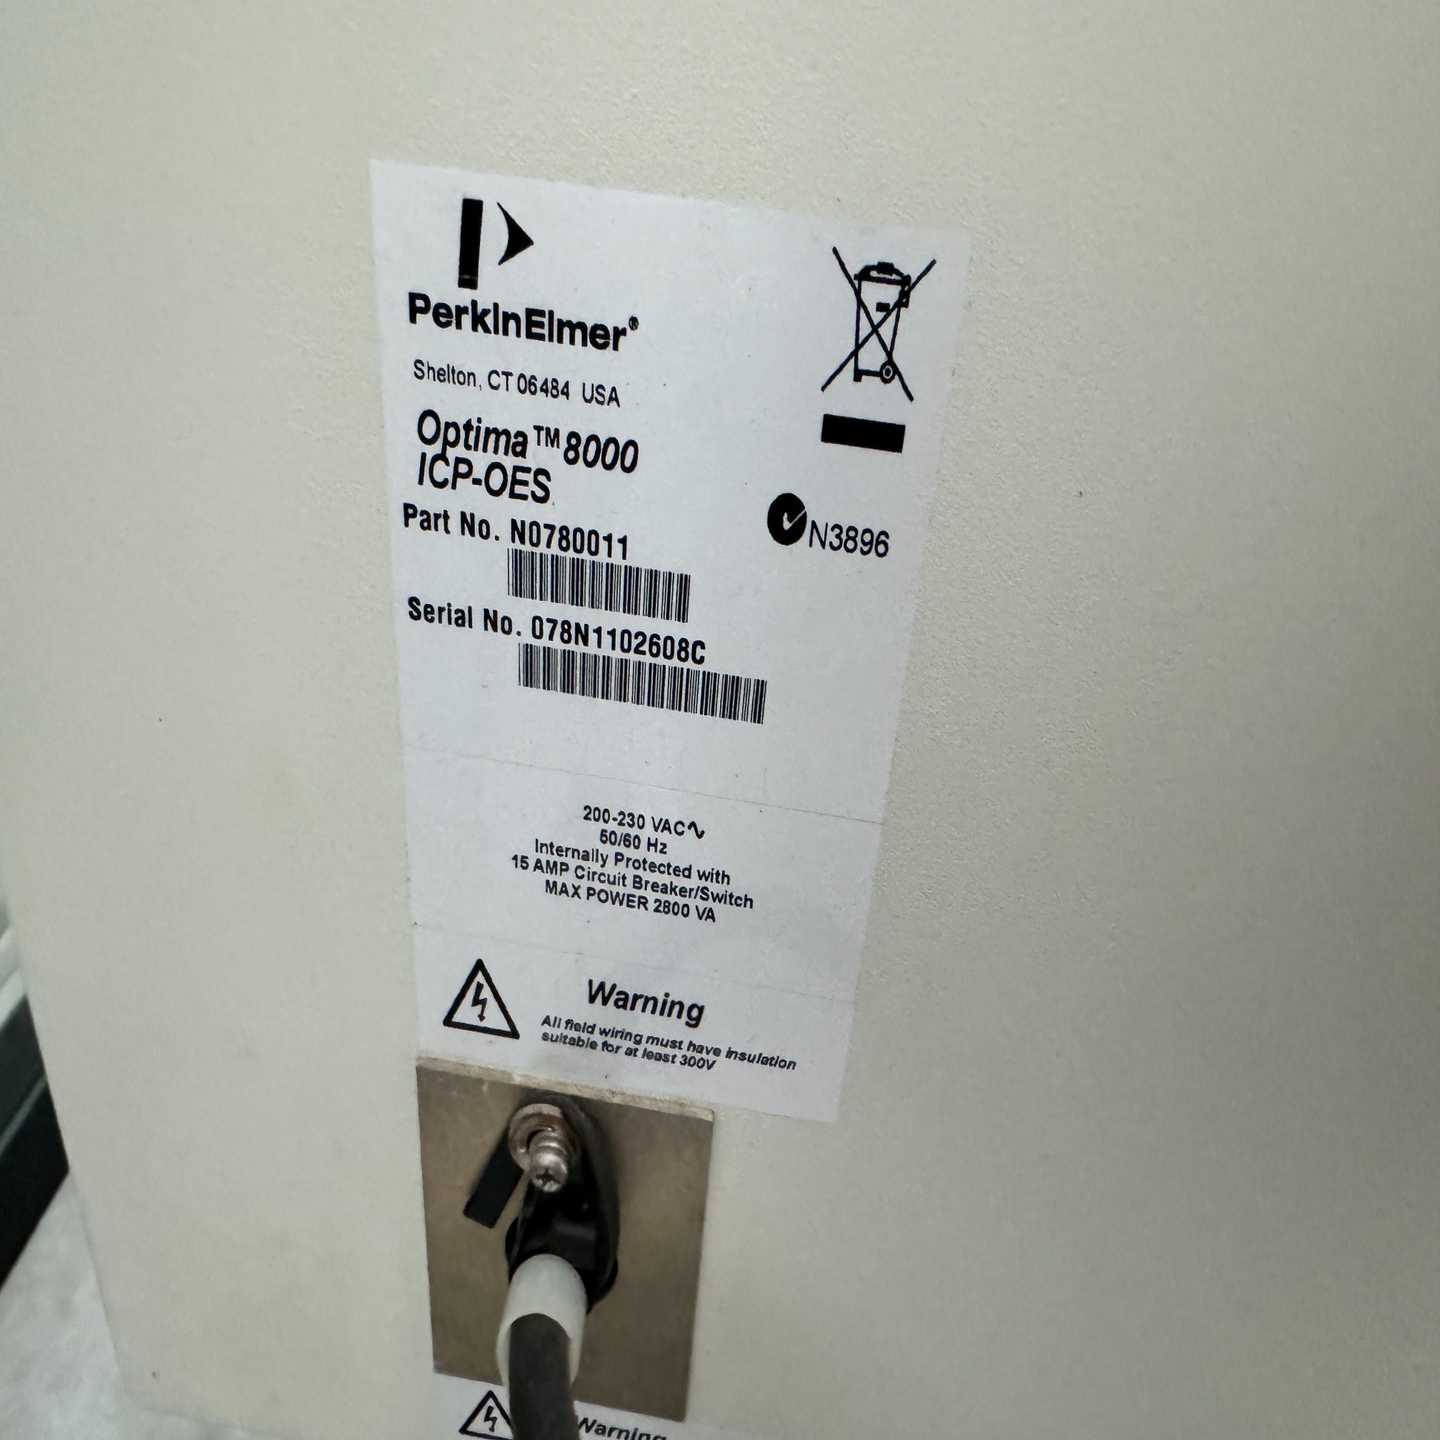 PerkinElmer®
Shelton, CT 06484 USA
Optima™ 8000
ICP-OES
Part No. N0780011
N3896
Serial No. 078N1102608C
200-230 VAC∿
50/60 Hz
Internally Protected with
15 AMP Circuit Breaker/Switch
MAX POWER 2800 VA
Warning
All field wiring must have insulation
suitable for at least 300V
Warning